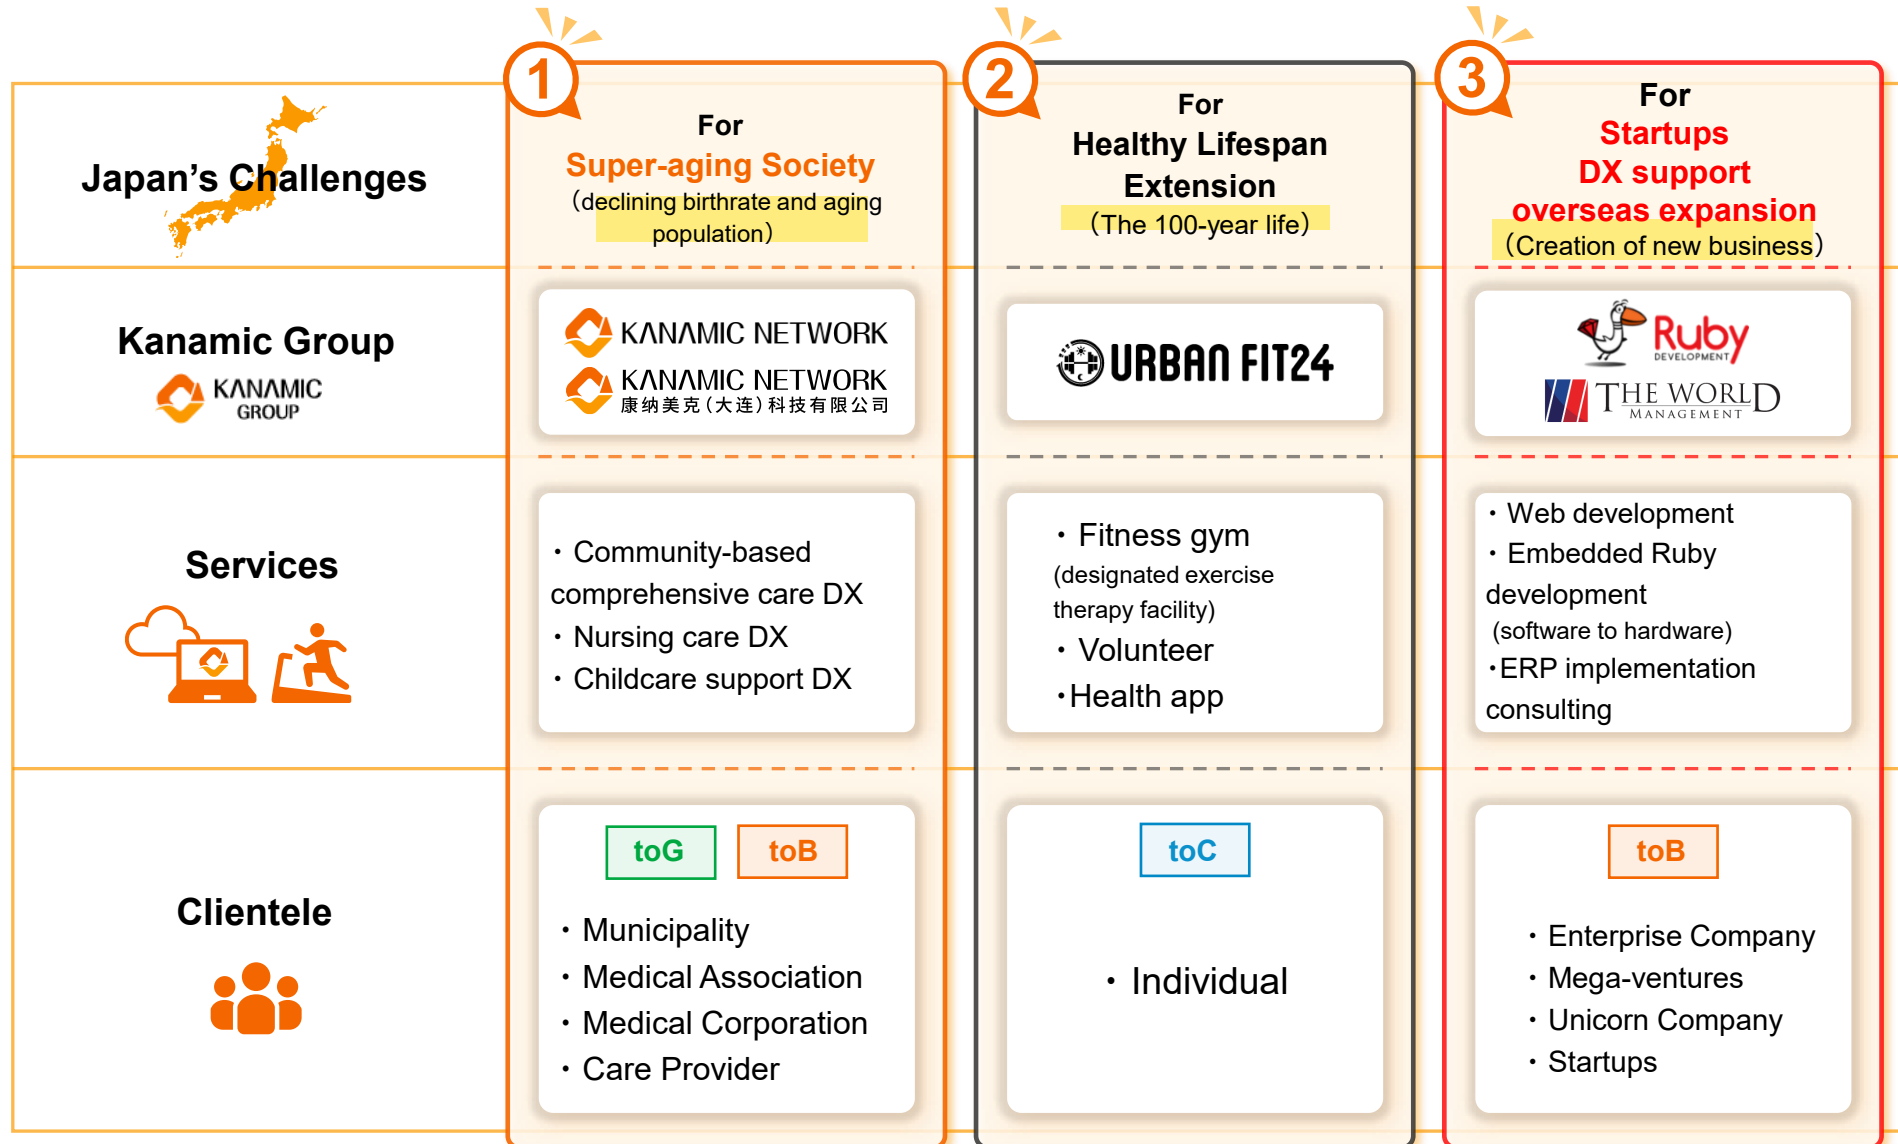 Japan's Challenges
1
For
Super-aging Society
（declining birthrate and aging
population）
2
For
Healthy Lifespan
Extension
（The 100-year life）
3
For
Startups
DX support
overseas expansion
（Creation of new business）
Kanamic Group
KANAMIC
GROUP
KANAMIC NETWORK
KANAMIC NETWORK
康纳美克（大连）科技有限公司
URBAN FIT24
Ruby
DEVELOPMENT
THE WORLD
MANAGEMENT
Services
・Community-based
comprehensive care DX
・Nursing care DX
・Childcare support DX
・Fitness gym
(designated exercise
therapy facility)
・Volunteer
・Health app
・Web development
・Embedded Ruby
development
(software to hardware)
・ERP implementation
consulting
Clientele
toG toB
・Municipality
・Medical Association
・Medical Corporation
・Care Provider
toC
・Individual
toB
・Enterprise Company
・Mega-ventures
・Unicorn Company
・Startups